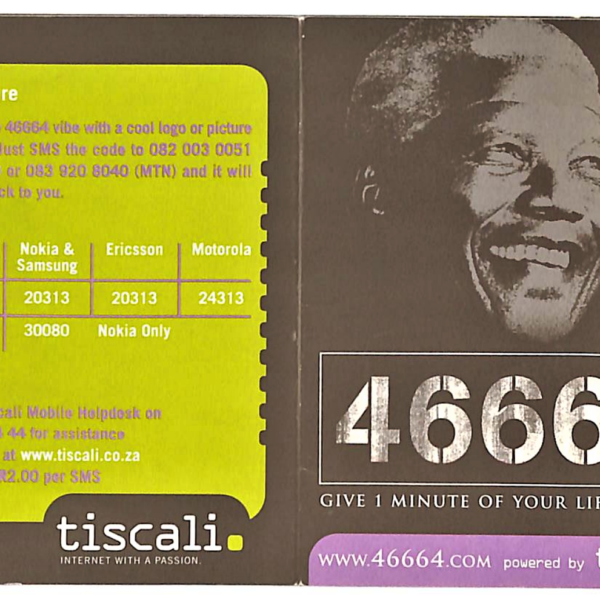 re
46664 vibe with a cool logo or picture
Just SMS the code to 082 003 0051
or 083 920 8040 (MTN) and it will
ck to you.
Nokia & Samsung Ericsson Motorola
20313 20313 24313
30080 Nokia Only
call Mobile Helpdesk on
44 for assistance
at www.tiscali.co.za
R2.00 per SMS
tiscali.
INTERNET WITH A PASSION.
4666
GIVE 1 MINUTE OF YOUR LIF
www.46664.com powered by t